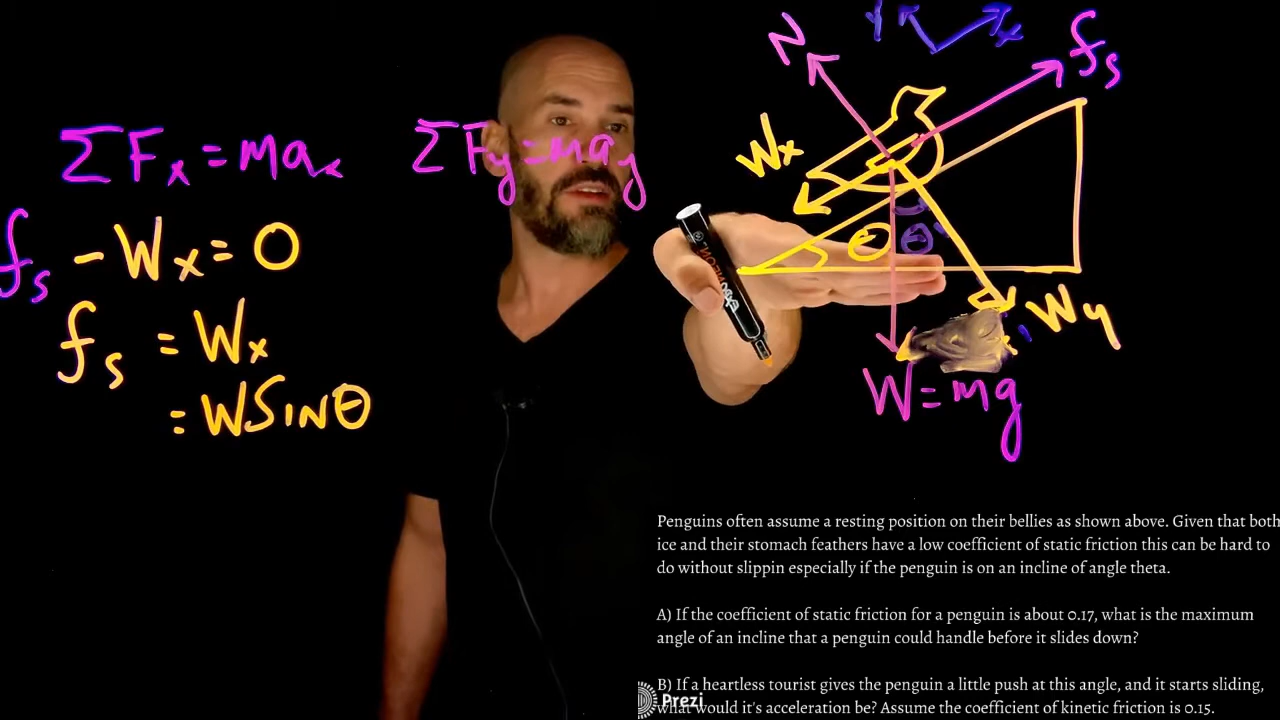 ΣFx = max
fs - Wx = 0
fs = Wx
= WSINθ
ΣFy = may
N
Y
x
fs
Wx
θ
θ
Wy
W = mg
Penguins often assume a resting position on their bellies as shown above. Given that both
ice and their stomach feathers have a low coefficient of static friction this can be hard to
do without slippin especially if the penguin is on an incline of angle theta.
A) If the coefficient of static friction for a penguin is about 0.17, what is the maximum
angle of an incline that a penguin could handle before it slides down?
B) If a heartless tourist gives the penguin a little push at this angle, and it starts sliding,
what would it's acceleration be? Assume the coefficient of kinetic friction is 0.15.
Prezi
EXPO NEON